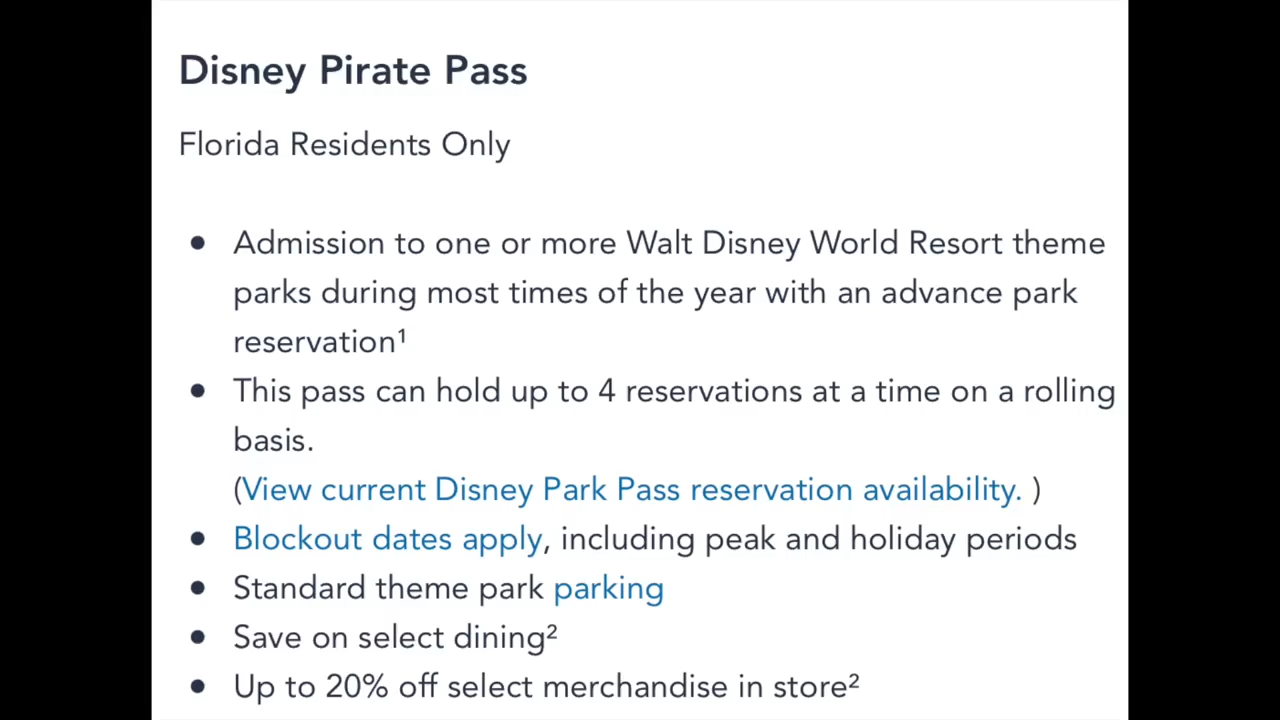 Disney Pirate Pass
Florida Residents Only
● Admission to one or more Walt Disney World Resort theme
parks during most times of the year with an advance park
reservation¹
● This pass can hold up to 4 reservations at a time on a rolling
basis.
(View current Disney Park Pass reservation availability. )
● Blockout dates apply, including peak and holiday periods
● Standard theme park parking
● Save on select dining²
● Up to 20% off select merchandise in store²